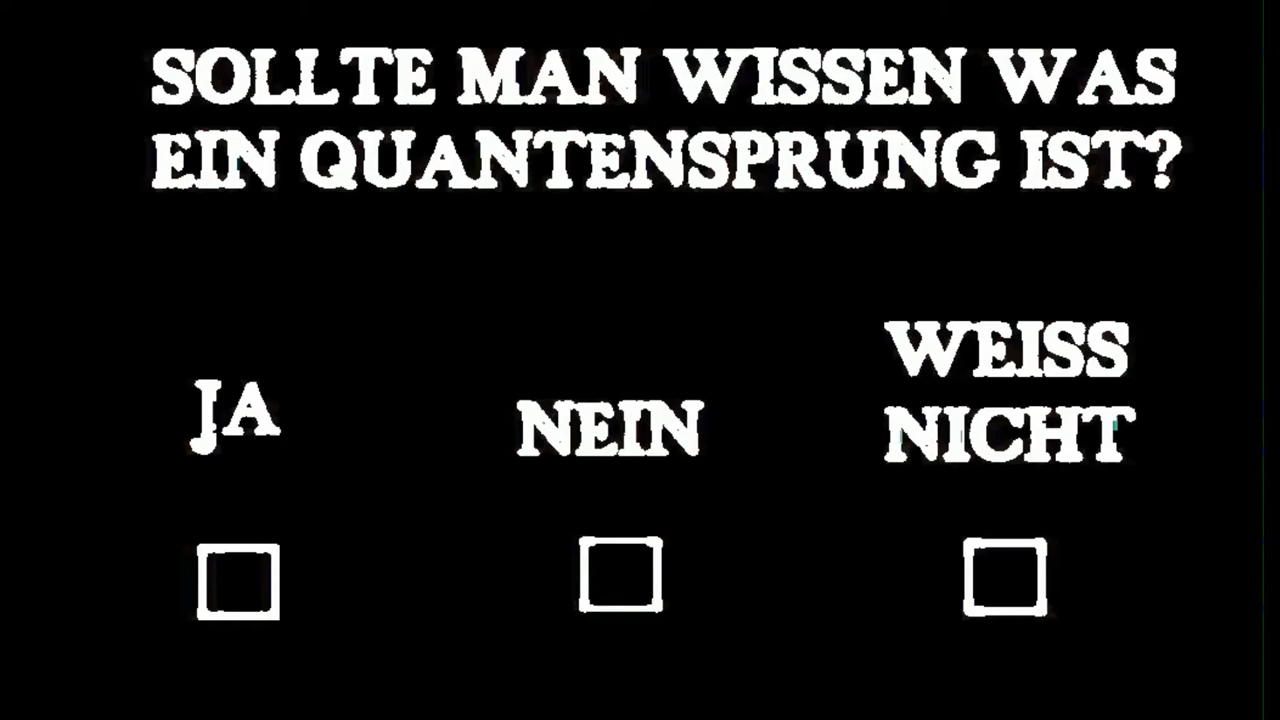 SOLLTE MAN WISSEN WAS
EIN QUANTENSPRUNG IST?
JA
NEIN
WEISS
NICHT